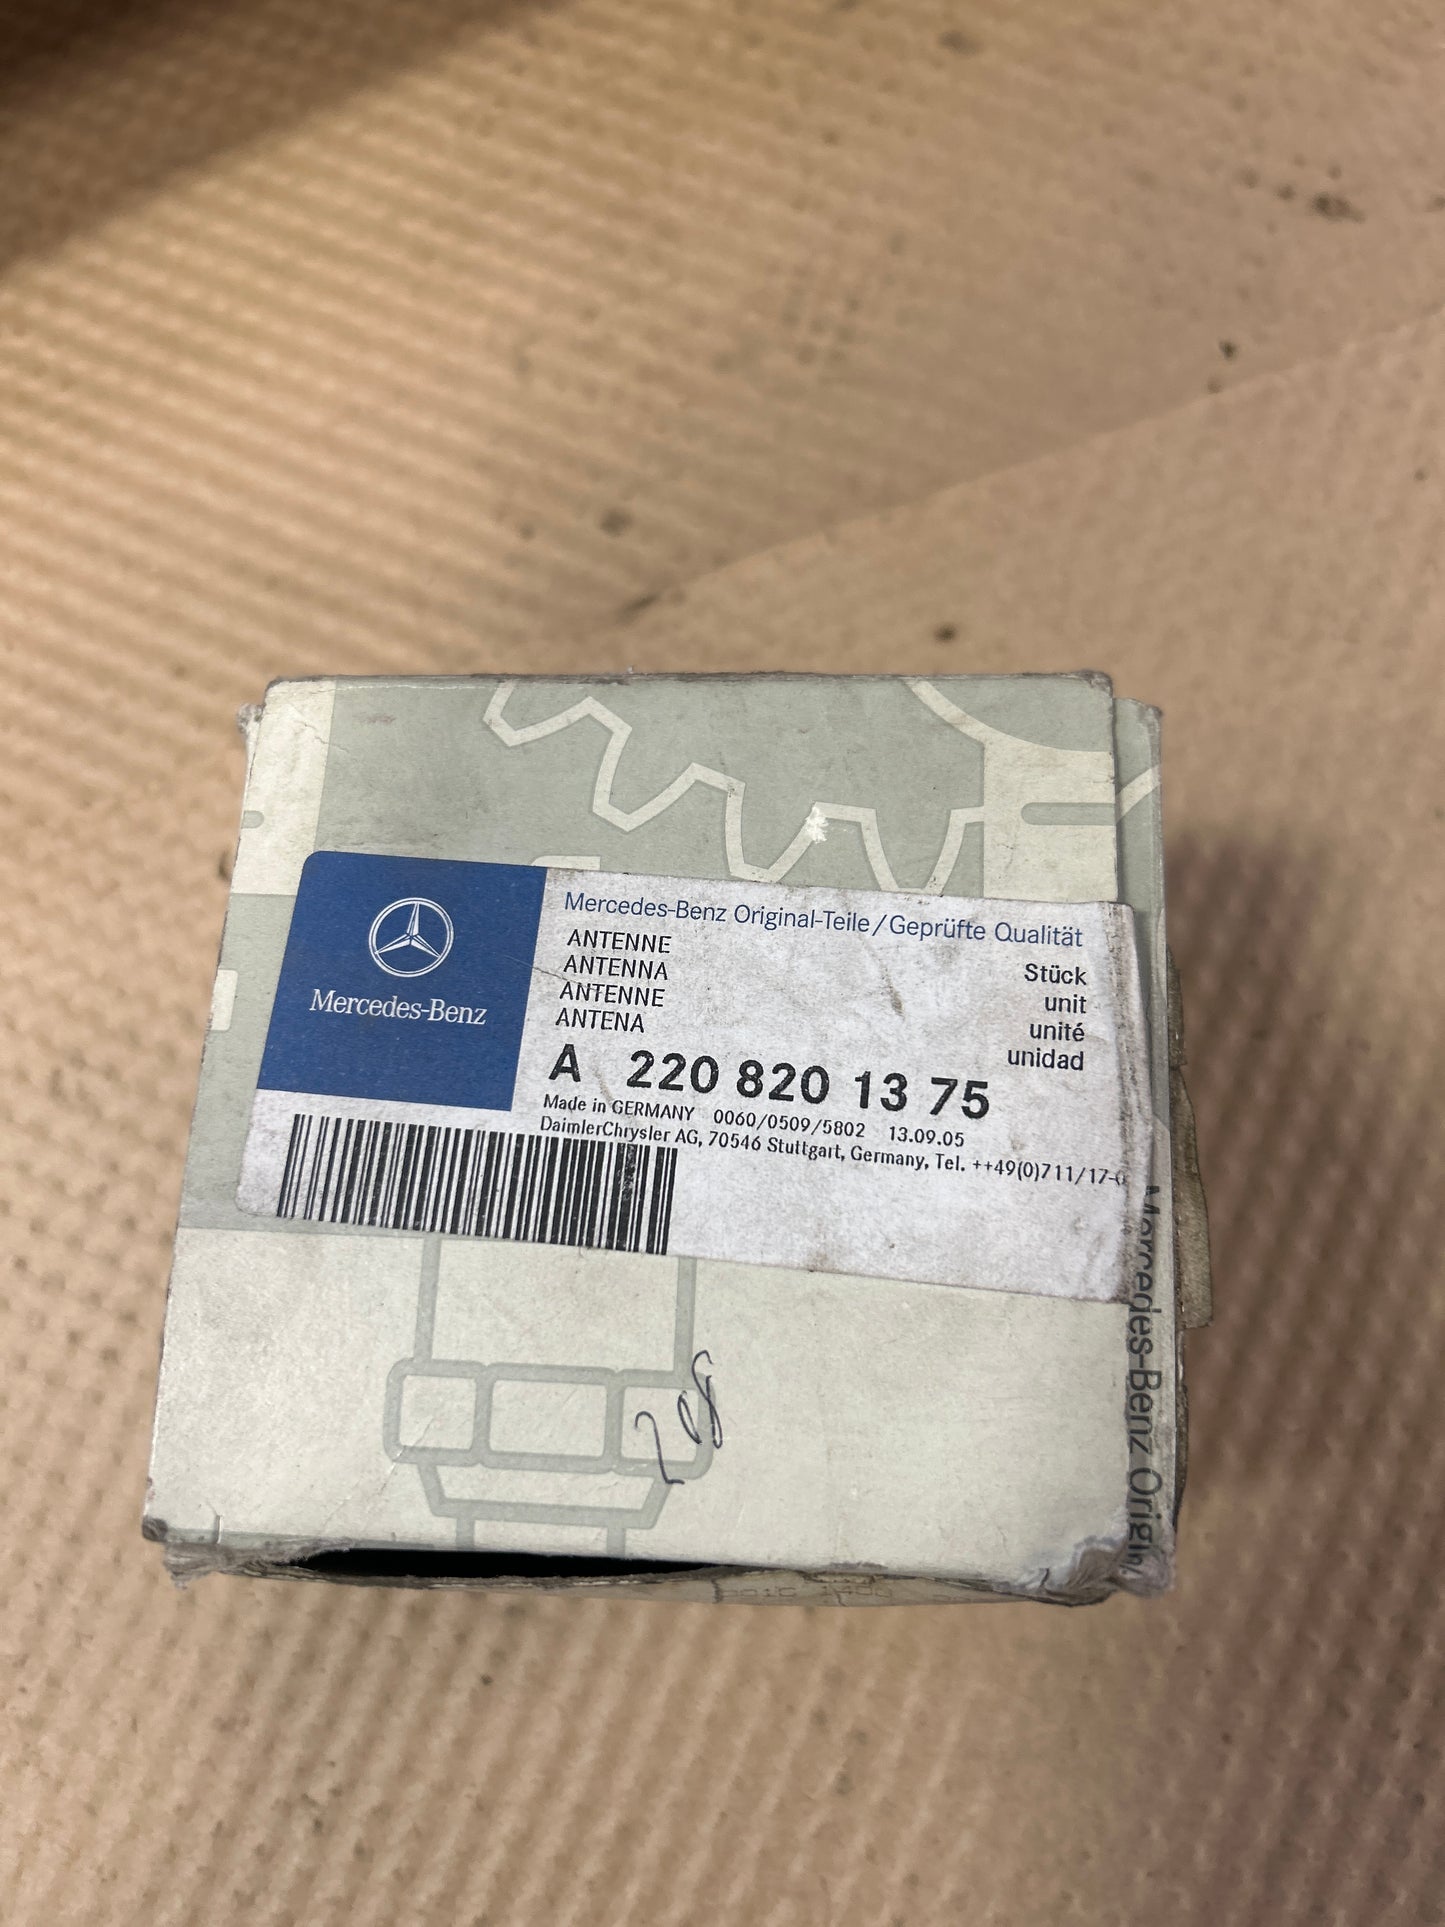 Mercedes-Benz
Mercedes-Benz Original-Teile/Geprüfte Qualität
ANTENNE
ANTENNA
ANTENNE
ANTENA
Stück
unit
unité
unidad
A 220 820 13 75
Made in GERMANY 0060/0509/5802 13.09.05
DaimlerChrysler AG, 70546 Stuttgart, Germany, Tel. ++49(0)711/17-0
Mercedes-Benz Origin